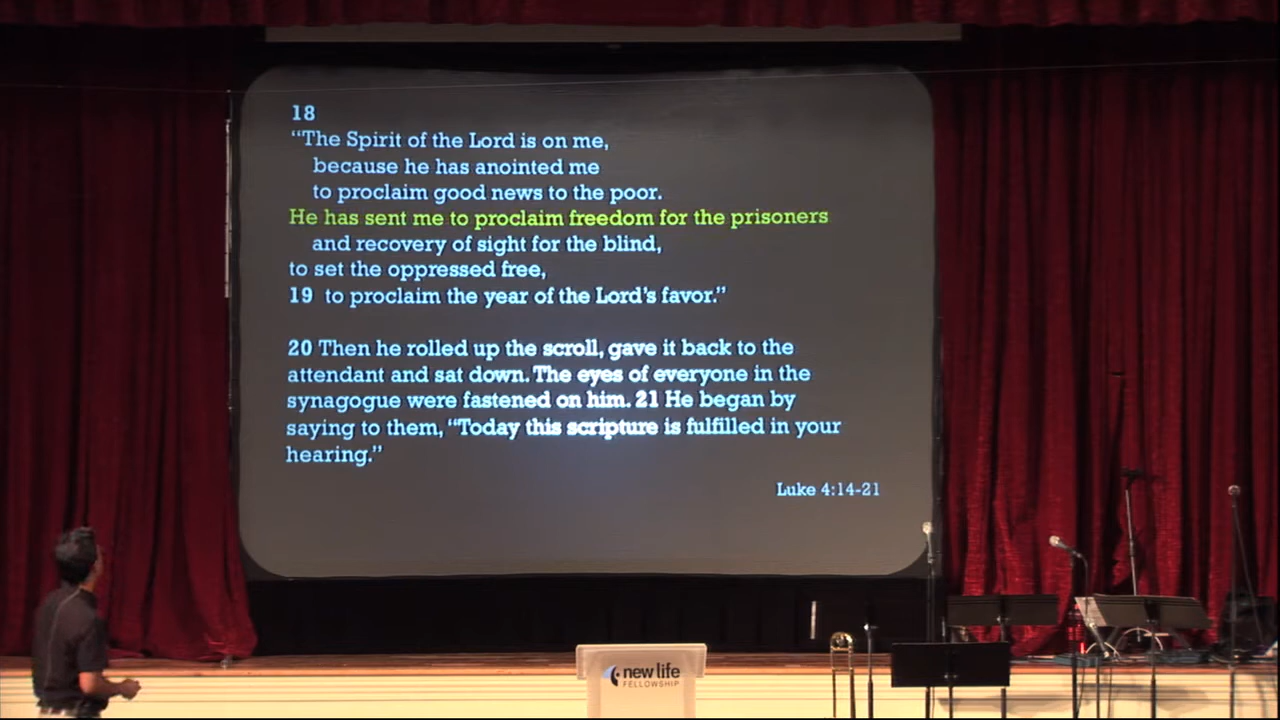 18
“The Spirit of the Lord is on me,
because he has anointed me
to proclaim good news to the poor.
He has sent me to proclaim freedom for the prisoners
and recovery of sight for the blind,
to set the oppressed free,
19 to proclaim the year of the Lord’s favor.”
20 Then he rolled up the scroll, gave it back to the
attendant and sat down. The eyes of everyone in the
synagogue were fastened on him. 21 He began by
saying to them, “Today this scripture is fulfilled in your
hearing.”
Luke 4:14-21
new life
FELLOWSHIP